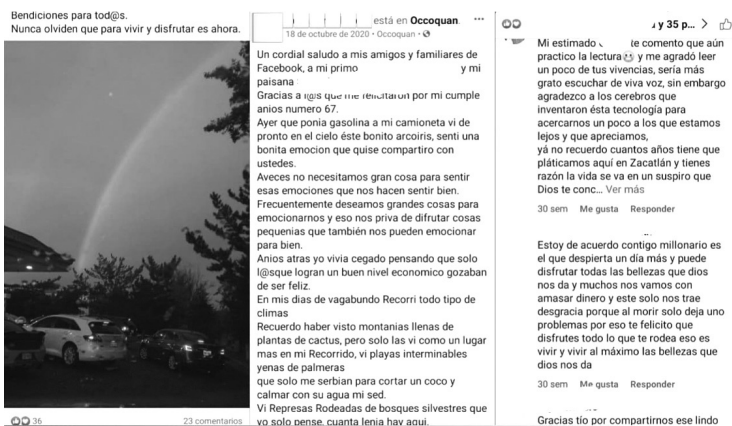 Bendiciones para tod@s.
Nunca olviden que para vivir y disfrutar es ahora.
36
23 comentarios
está en Occoquan.
18 de octubre de 2020 • Occoquan •
Un cordial saludo a mis amigos y familiares de
Facebook, a mi primo y mi
paisana
Gracias a l@s que me felicitaron por mi cumple
anios numero 67.
Ayer que ponia gasolina a mi camioneta vi de
pronto en el cielo éste bonito arcoiris, senti una
bonita emocion que quise compartiro con
ustedes.
Aveces no necesitamos gran cosa para sentir
esas emociones que nos hacen sentir bien.
Frecuentemente deseamos grandes cosas para
emocionarnos y eso nos priva de difrutar cosas
pequenias que también nos pueden emocionar
para bien.
Anios atras yo vivia cegado pensando que solo
l@sque logran un buen nivel economico gozaban
de ser feliz.
En mis dias de vagabundo Recorri todo tipo de
climas
Recuerdo haber visto montanias llenas de
plantas de cactus, pero solo las vi como un lugar
mas en mi Recorrido, vi playas interminables
yenas de palmeras
que solo me serbian para cortar un coco y
calmar con su agua mi sed.
Vi Represas Rodeadas de bosques silvestres que
yo solo pense, cuanta lenia hay aqui.
y 35 p...
Mi estimado te comento que aún
practico la lectura y me agradó leer
un poco de tus vivencias, sería más
grato escuchar de viva voz, sin embargo
agradezco a los cerebros que
inventarón ésta tecnología para
acercarnos un poco a los que estamos
lejos y que apreciamos,
yá no recuerdo cuantos años tiene que
pláticamos aquí en Zacatlán y tienes
razón la vida se va en un suspiro que
Dios te conc... Ver más
30 sem Me gusta Responder
Estoy de acuerdo contigo millonario es
el que despierta un día más y puede
disfrutar todas las bellezas que dios
nos da y muchos nos vamos con
amasar dinero y este solo nos trae
desgracia porque al morir solo deja uno
problemas por eso te felicito que
disfrutes todo lo que te rodea eso es
vivir y vivir al máximo las bellezas que
dios nos da
30 sem Me gusta Responder
Gracias tío por compartirnos ese lindo